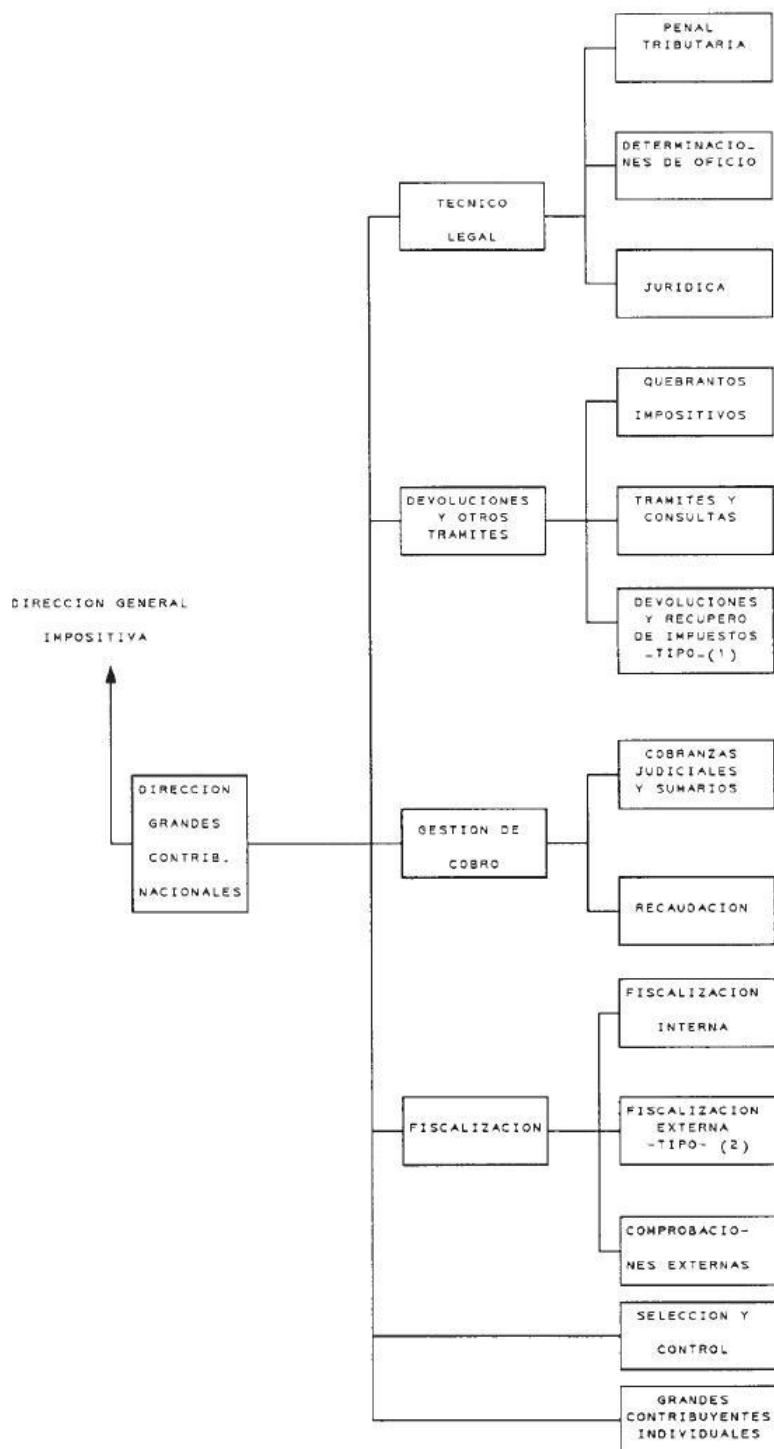 PENAL
TRIBUTARIA
DETERMINACIO_
NES DE OFICIO
TECNICO
LEGAL
JURIDICA
QUEBRANTOS
IMPOSITIVOS
DEVOLUCIONES
Y OTROS
TRAMITES
TRAMITES Y
CONSULTAS
DIRECCION GENERAL
IMPOSITIVA
DEVOLUCIONES
Y RECUPERO
DE IMPUESTOS
_TIPO_(1)
COBRANZAS
JUDICIALES
Y SUMARIOS
DIRECCION
GRANDES
CONTRIB.
NACIONALES
GESTION DE
COBRO
RECAUDACION
FISCALIZACION
INTERNA
FISCALIZACION
FISCALIZACION
EXTERNA
-TIPO- (2)
COMPROBACIO-
NES EXTERNAS
SELECCION Y
CONTROL
GRANDES
CONTRIBUYENTES
INDIVIDUALES